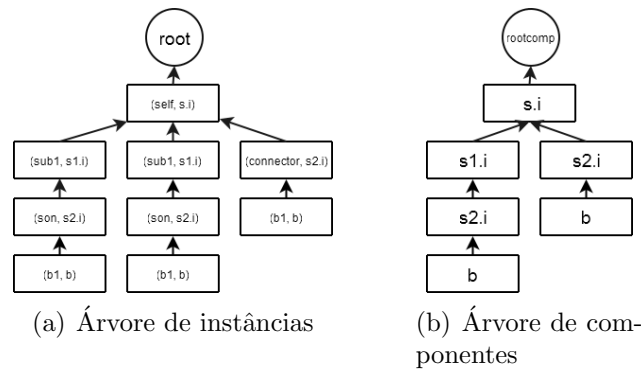 root
rootcomp
(self, s.i)
s.i
(sub1, s1.i)
(sub1, s1.i)
(connector, s2.i)
s1.i
s2.i
(son, s2.i)
(son, s2.i)
(b1, b)
s2.i
b
(b1, b)
(b1, b)
b
(a) Árvore de instâncias
(b) Árvore de com-
ponentes